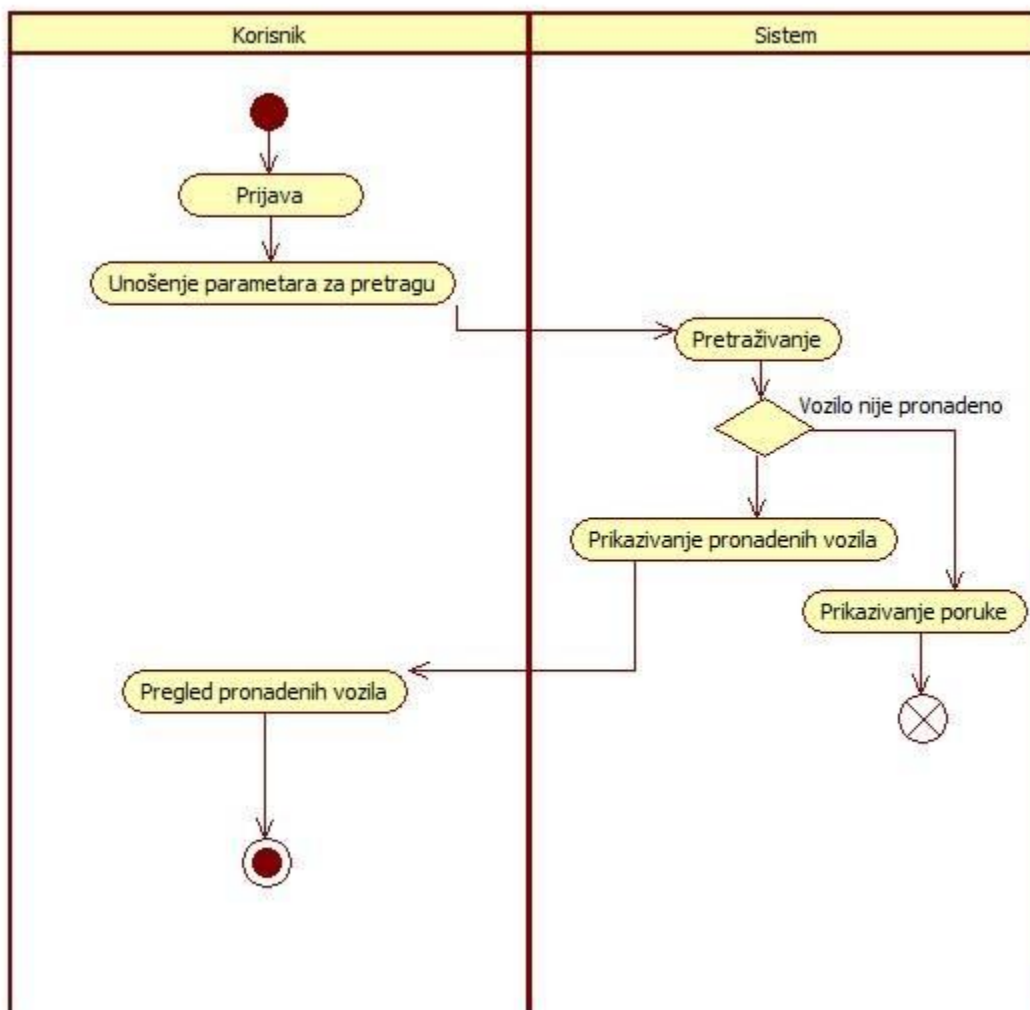 Korisnik
Sistem
Prijava
Unošenje parametara za pretragu
Pretraživanje
Vozilo nije pronadeno
Prikazivanje pronadenih vozila
Prikazivanje poruke
Pregled pronadenih vozila